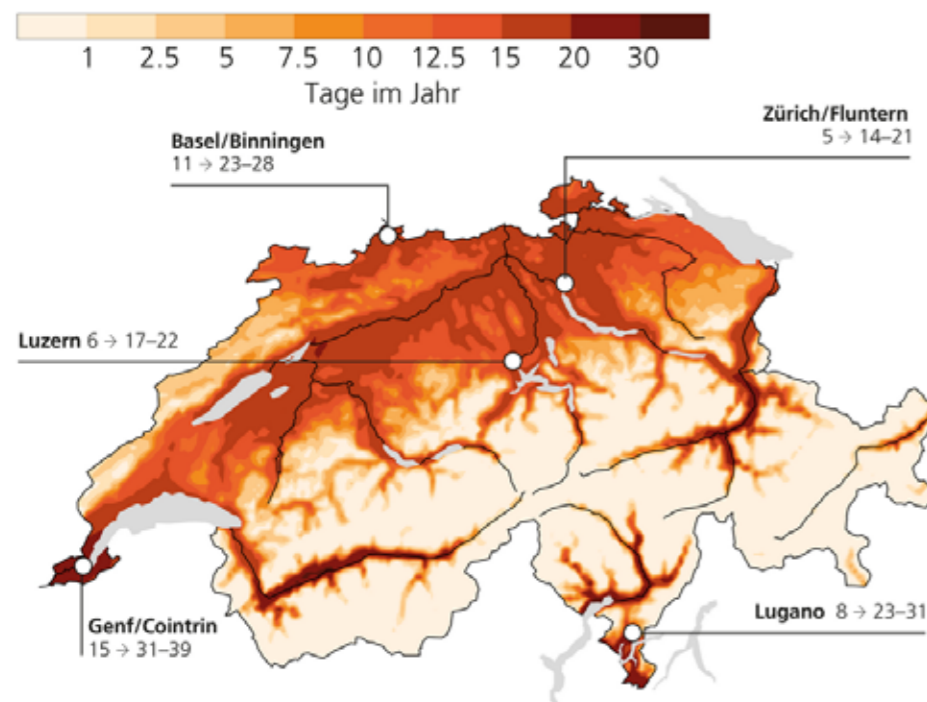 1 2.5 5 7.5 10 12.5 15 20 30
Tage im Jahr
Zürich/Fluntern
5 → 14–21
Basel/Binningen
11 → 23–28
Luzern 6 → 17–22
Lugano 8 → 23–31
Genf/Cointrin
15 → 31–39